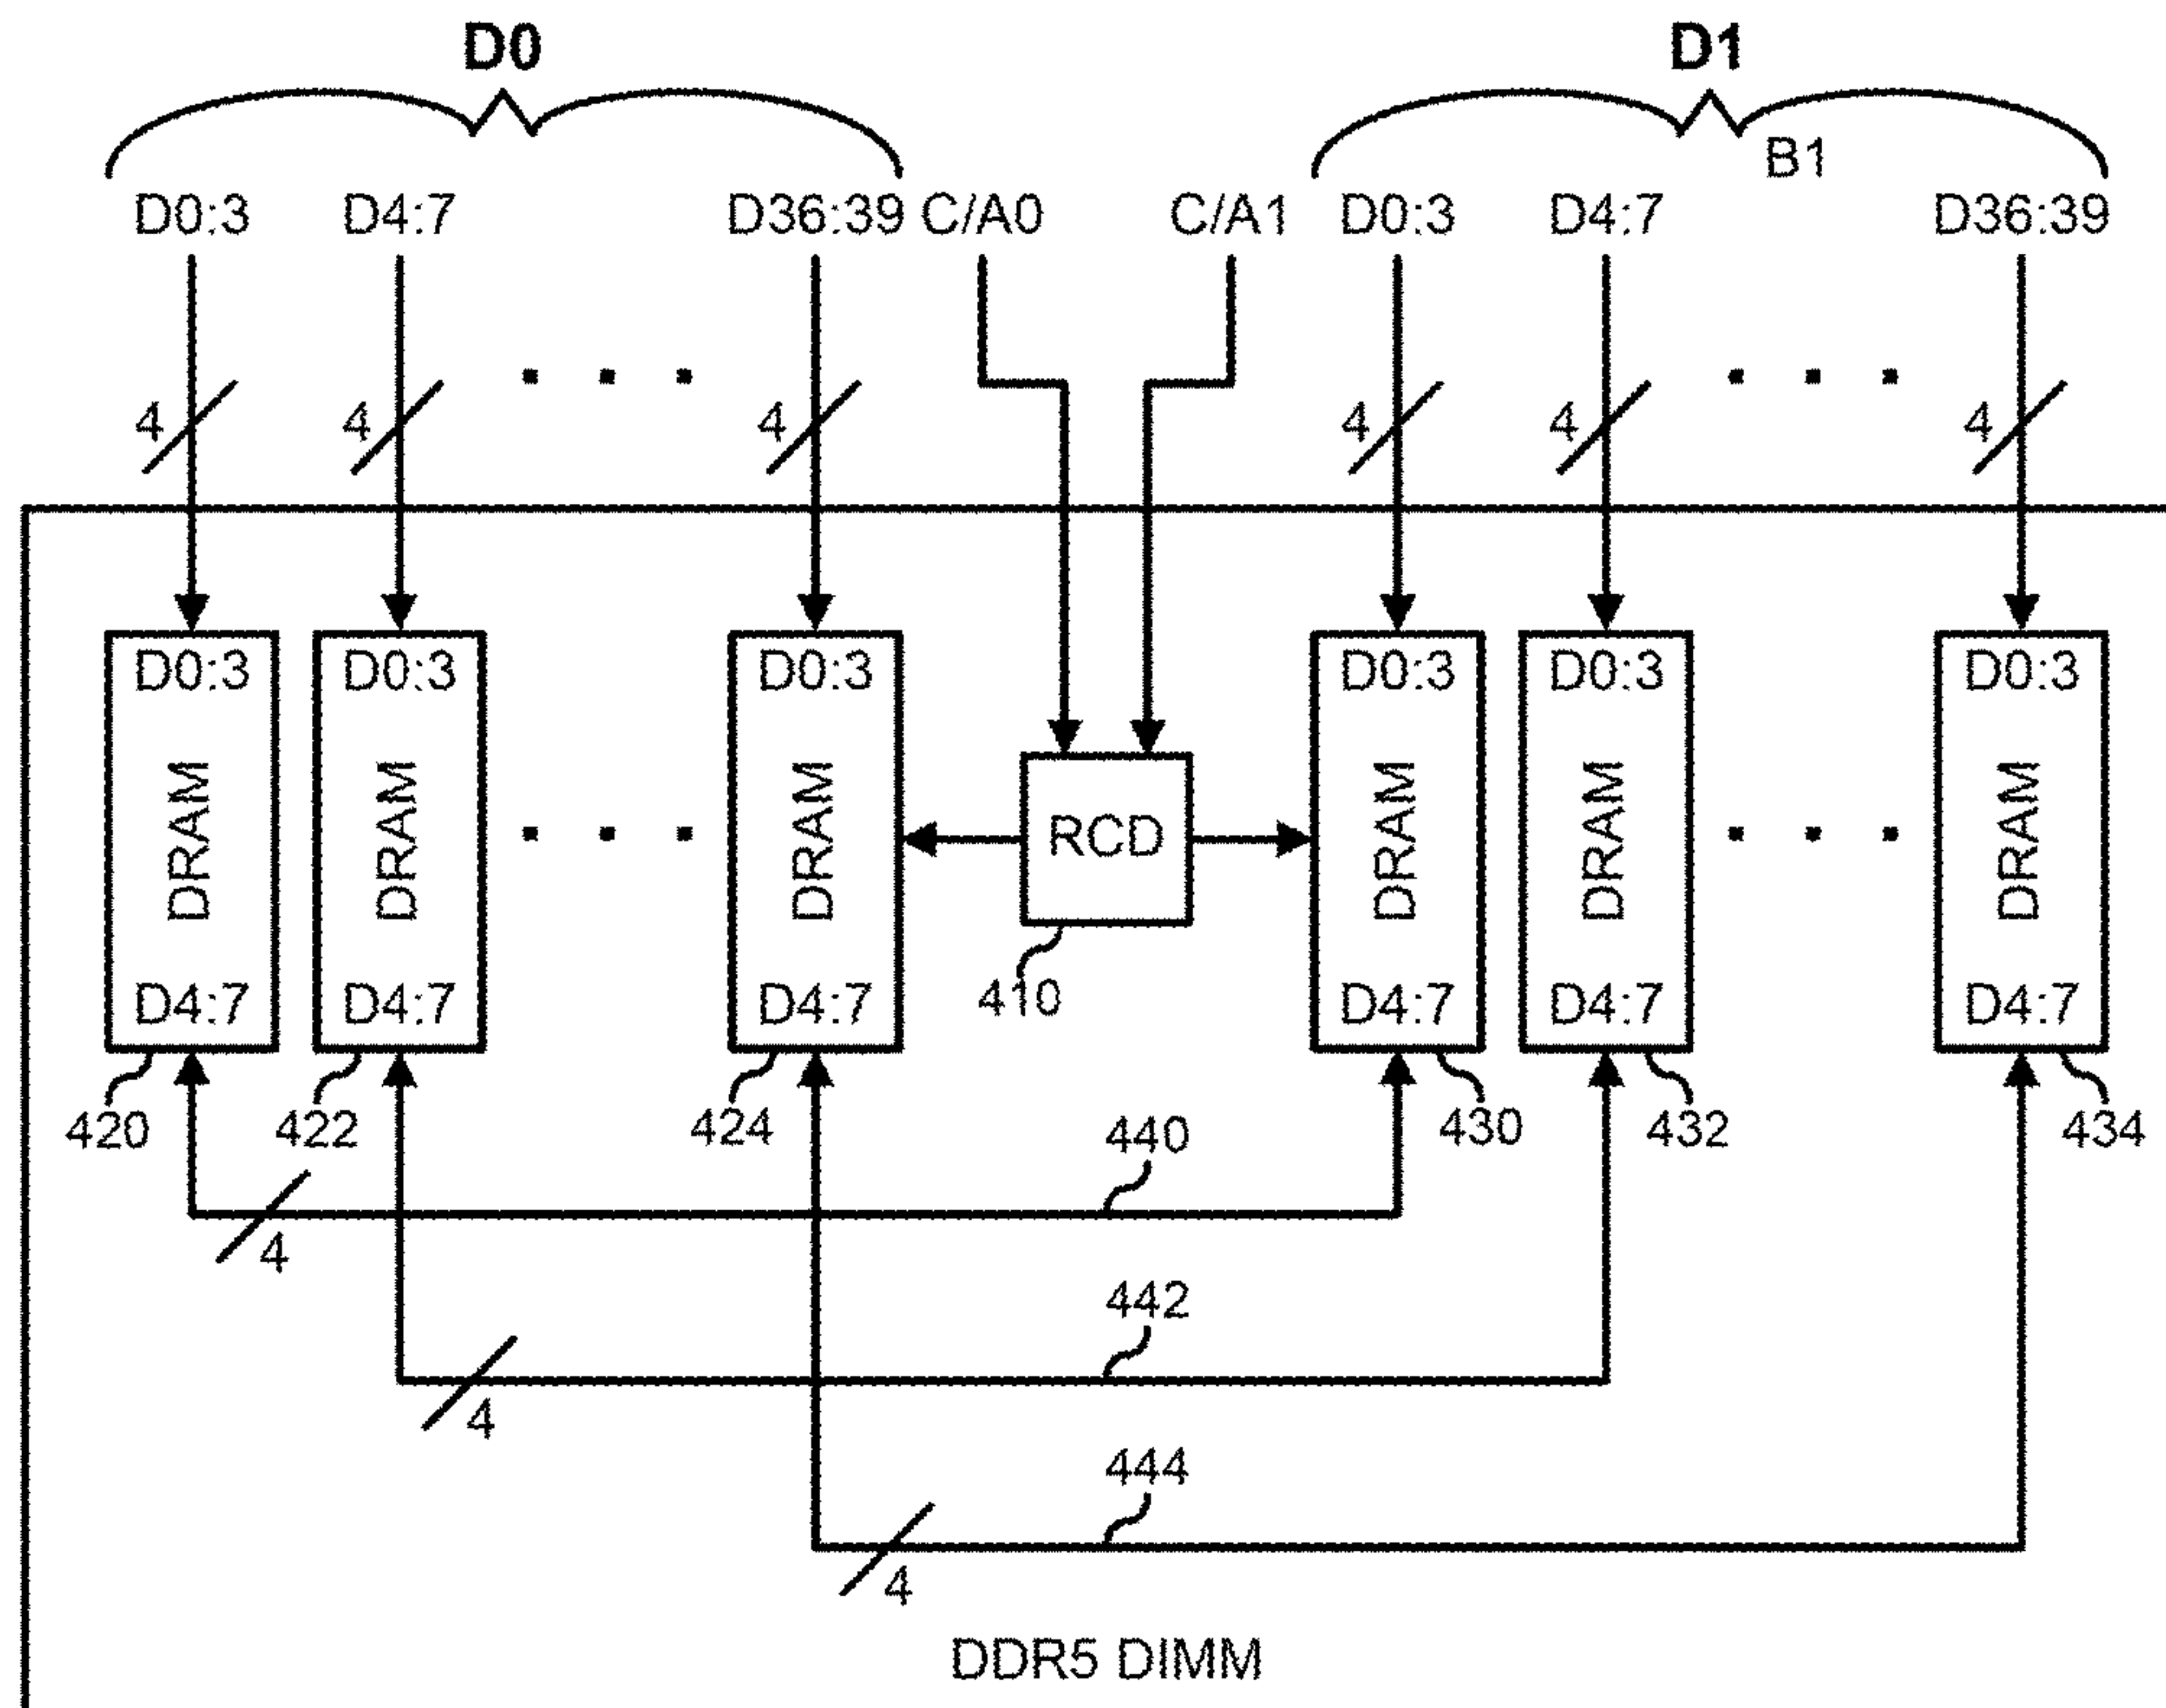 D0 D1
B1
D0:3 D4:7 D36:39 C/A0 C/A1 D0:3 D4:7 D36:39
4 4 4 4 4 4
D0:3 D0:3 D0:3 D0:3 D0:3 D0:3
DRAM DRAM DRAM RCD DRAM DRAM DRAM
D4:7 D4:7 D4:7 410 D4:7 D4:7 D4:7
420 422 424 440 430 432 434
4
442
4
444
4
DDR5 DIMM